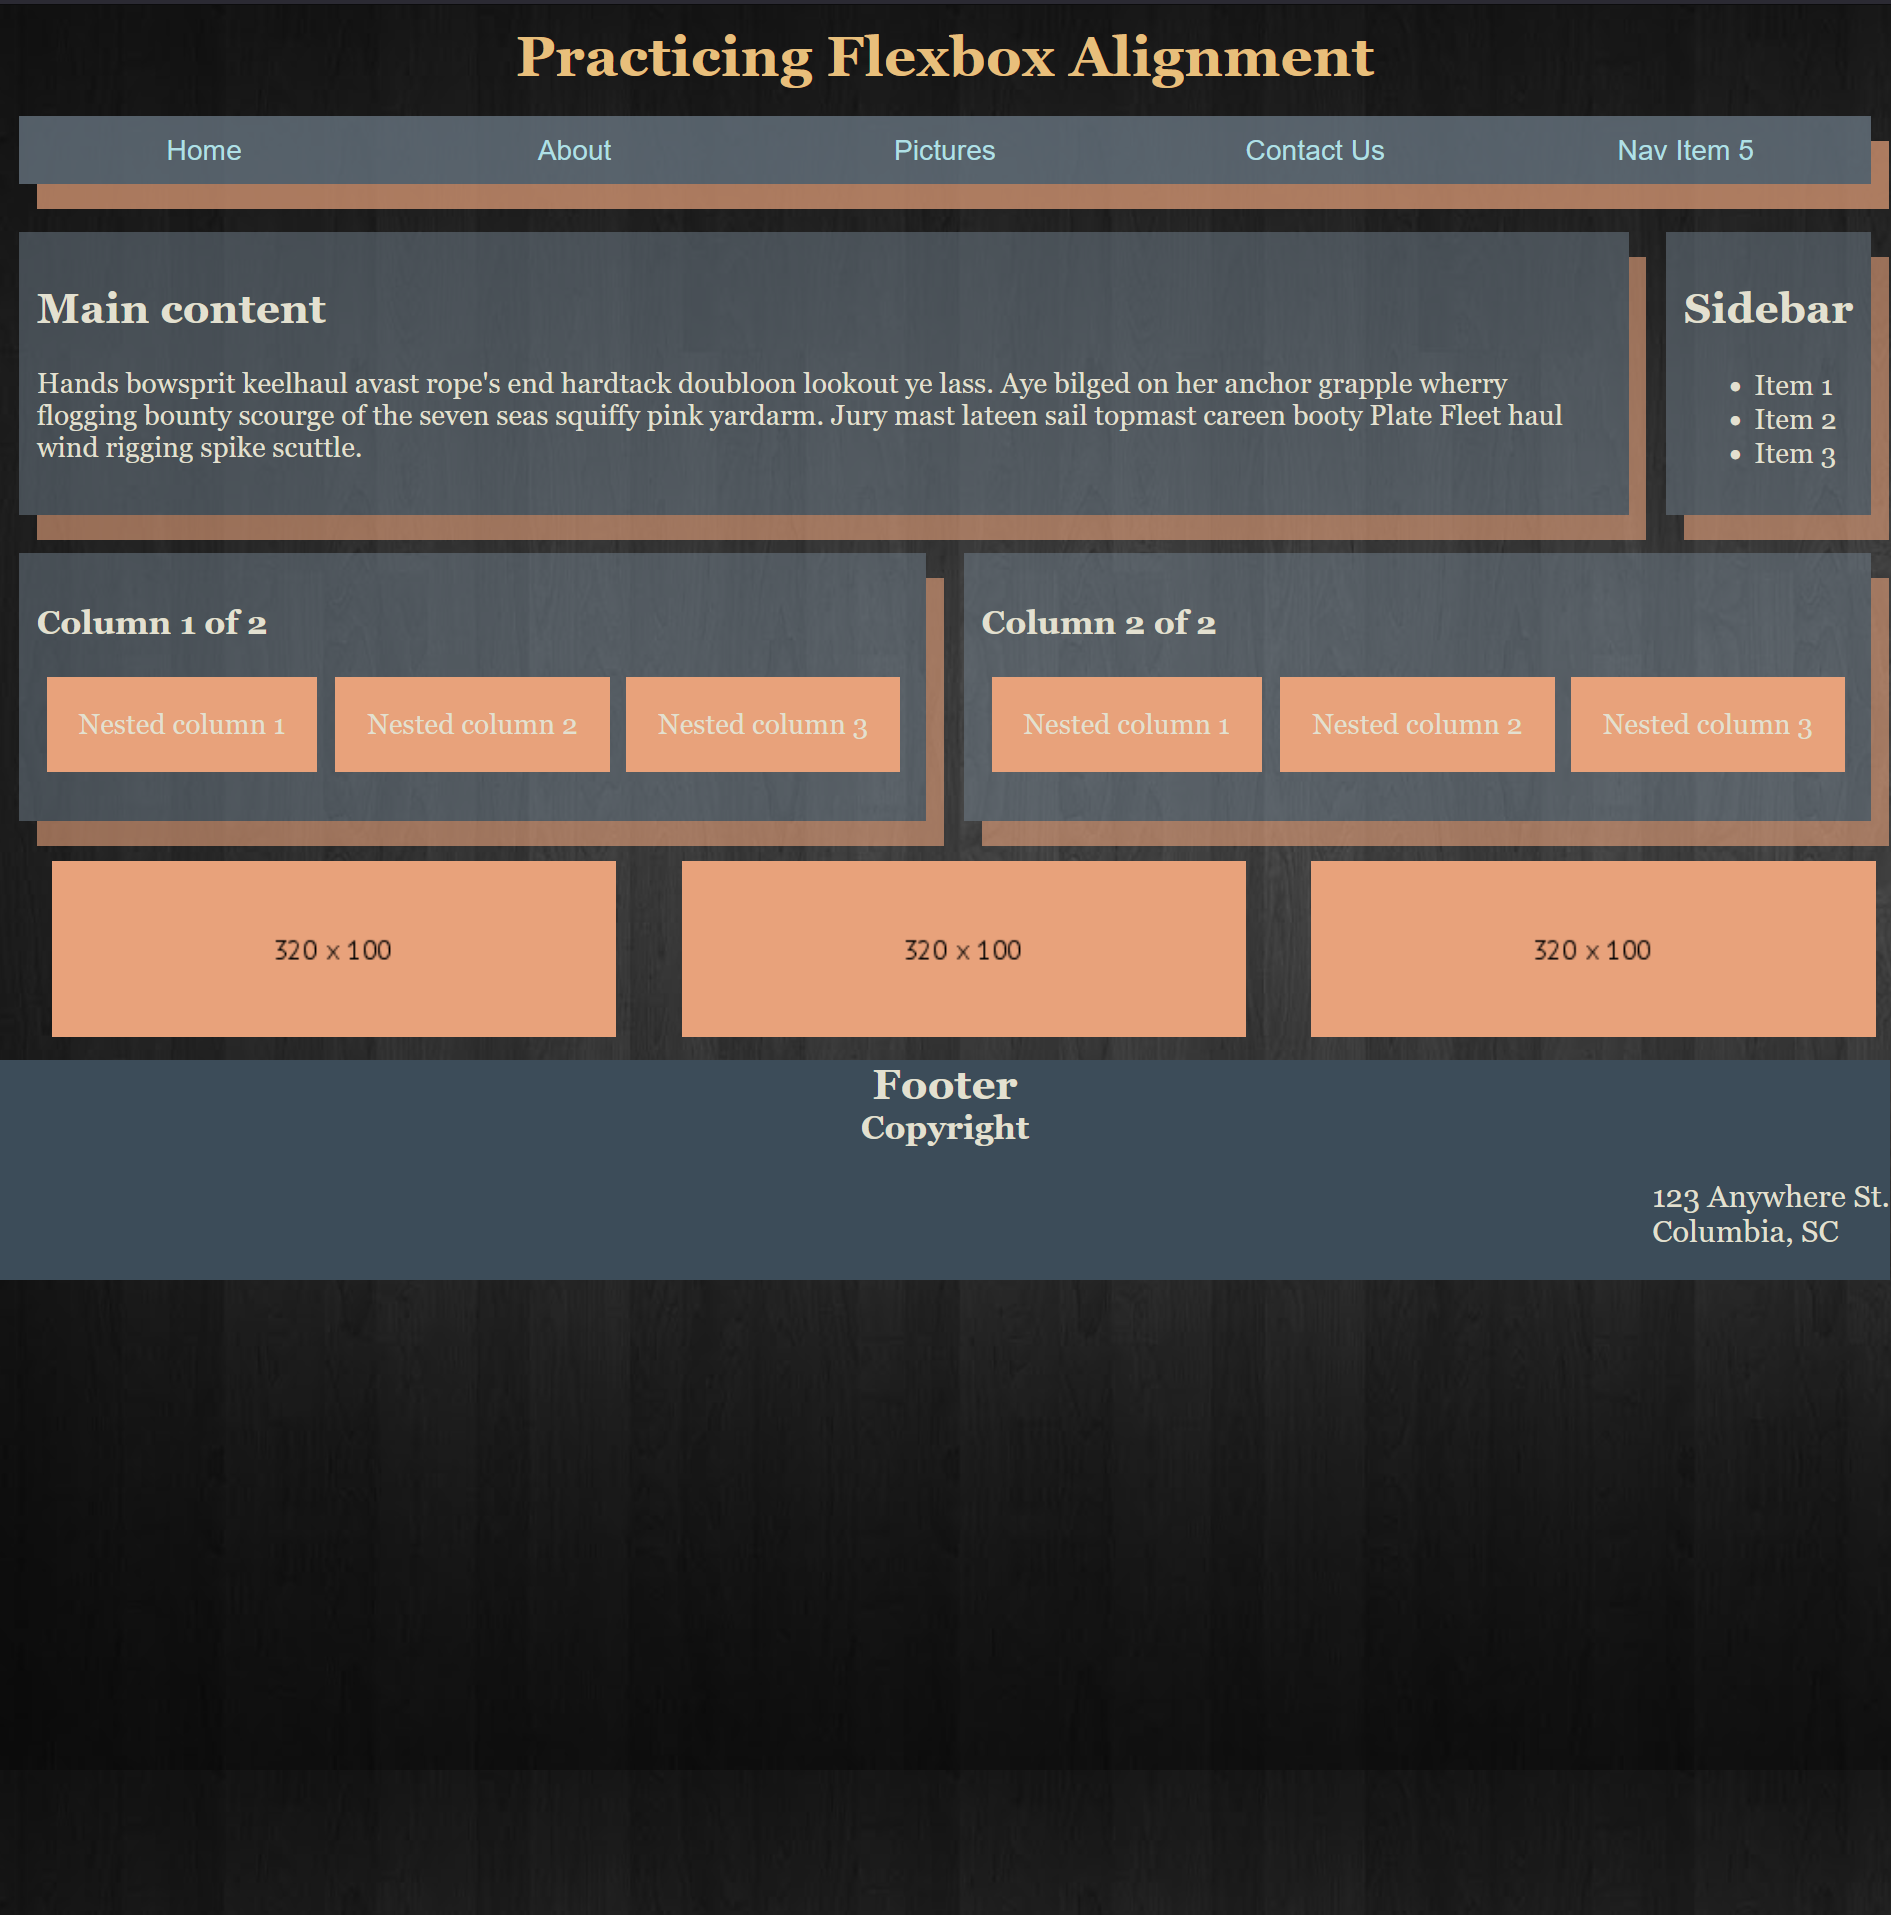 Practicing Flexbox Alignment
Home About Pictures Contact Us Nav Item 5
Main content
Hands bowsprit keelhaul avast rope's end hardtack doubloon lookout ye lass. Aye bilged on her anchor grapple wherry
flogging bounty scourge of the seven seas squiffy pink yardarm. Jury mast lateen sail topmast careen booty Plate Fleet haul
wind rigging spike scuttle.
Sidebar
Item 1
Item 2
Item 3
Column 1 of 2
Nested column 1
Nested column 2
Nested column 3
Column 2 of 2
Nested column 1
Nested column 2
Nested column 3
320 x 100
320 x 100
320 x 100
Footer
Copyright
123 Anywhere St.
Columbia, SC